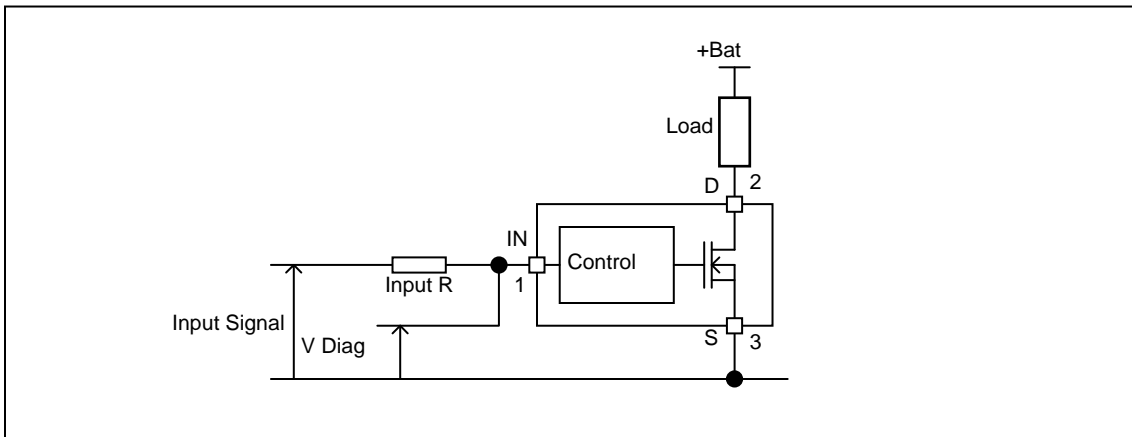 +Bat
Load
D 2
IN
Control
1
Input R
Input Signal
V Diag
S 3